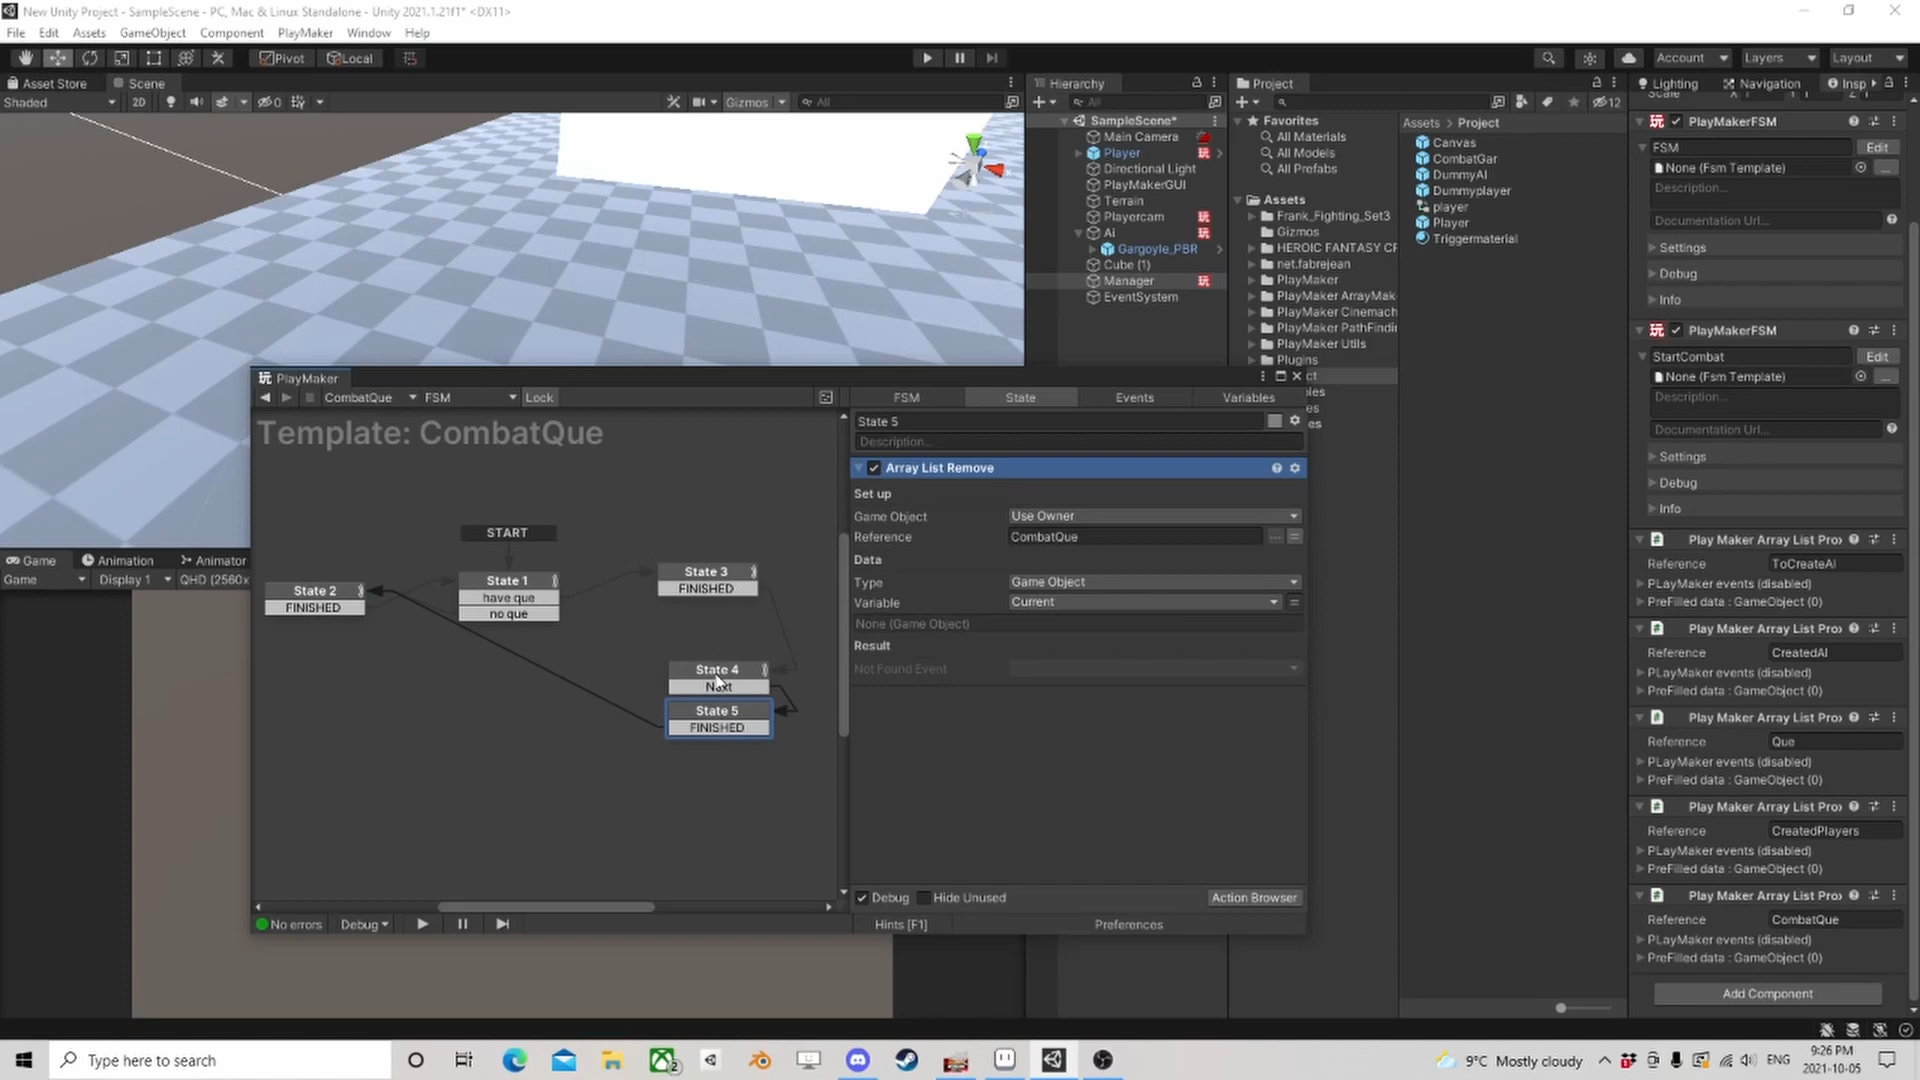 New Unity Project - SampleScene - PC, Mac & Linux Standalone - Unity 2021.1.21f1* <DX11>
File Edit Assets GameObject Component PlayMaker Window Help
Pivot Local
Account Layers Layout
Asset Store Scene
Shaded 2D 0 Gizmos All
Hierarchy
All
SampleScene*
Main Camera
Player
Directional Light
PlayMakerGUI
Terrain
Playercam
Ai
Gargoyle_PBR
Cube (1)
Manager
EventSystem
Project
12
Favorites
All Materials
All Models
All Prefabs
Assets
Frank_Fighting_Set3
Gizmos
HEROIC FANTASY CF
net.fabrejean
PlayMaker
PlayMaker ArrayMak
PlayMaker Cinemach
PlayMaker PathFindin
PlayMaker Utils
Plugins
Assets > Project
Canvas
CombatGar
DummyAI
Dummyplayer
player
Player
Triggermaterial
Lighting Navigation Insp
PlayMakerFSM
FSM Edit
None (Fsm Template) ...
Description...
Documentation Url...
Settings
Debug
Info
PlayMakerFSM
StartCombat Edit
None (Fsm Template) ...
Description...
Documentation Url...
Settings
Debug
Info
Play Maker Array List Pro
Reference ToCreateAI
PLayMaker events (disabled)
PreFilled data : GameObject (0)
Play Maker Array List Pro
Reference CreatedAI
PLayMaker events (disabled)
PreFilled data : GameObject (0)
Play Maker Array List Pro
Reference Que
PLayMaker events (disabled)
PreFilled data : GameObject (0)
Play Maker Array List Pro
Reference CreatedPlayers
PLayMaker events (disabled)
PreFilled data : GameObject (0)
Play Maker Array List Pro
Reference CombatQue
PLayMaker events (disabled)
PreFilled data : GameObject (0)
Add Component
Game Animation Animator
Game Display 1 QHD (2560x
PlayMaker
CombatQue FSM Lock
Template: CombatQue
START
State 1
have que
no que
State 2
FINISHED
State 3
FINISHED
State 4
Next
State 5
FINISHED
No errors Debug
FSM State Events Variables
State 5
Description...
Array List Remove
Set up
Game Object Use Owner
Reference CombatQue
Data
Type Game Object
Variable Current
None (Game Object)
Result
Not Found Event
Debug Hide Unused Action Browser
Hints [F1] Preferences
Type here to search
9°C Mostly cloudy
ENG
9:26 PM
2021-10-05